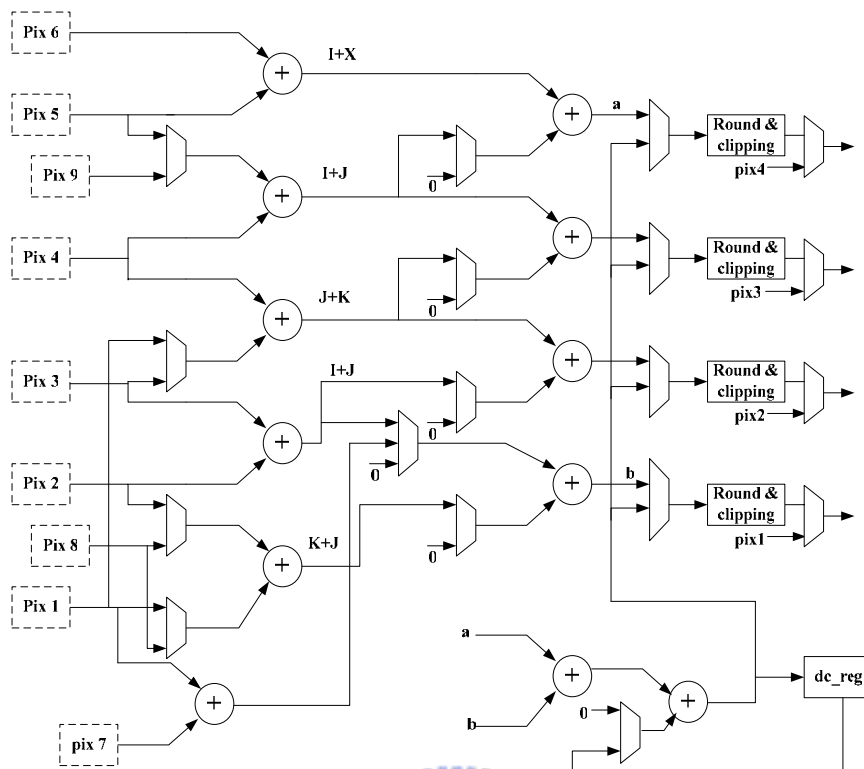 Pix 6
I+X
Pix 5
a
Round &
clipping
pix4
Pix 9
I+J
0
Pix 4
Round &
clipping
pix3
J+K
0
Pix 3
I+J
Round &
clipping
pix2
0
Pix 2
0
b
Round &
clipping
pix1
Pix 8
K+J
0
Pix 1
a
dc_reg
b
0
pix 7